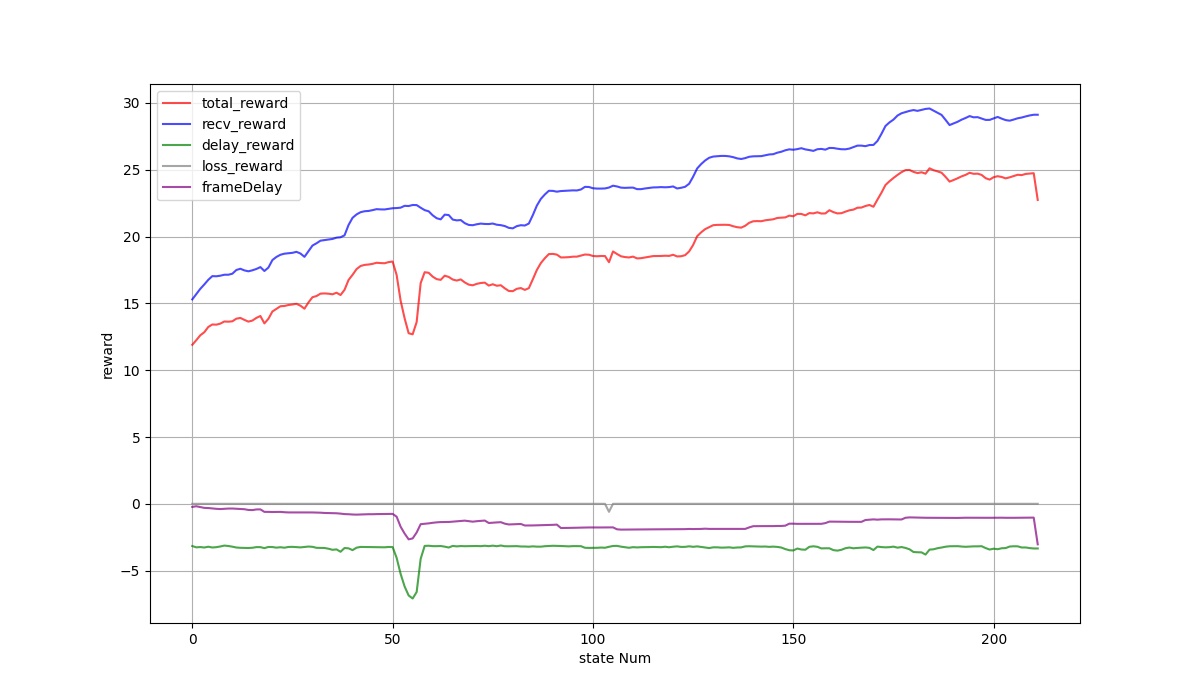 total_reward
recv_reward
delay_reward
loss_reward
frameDelay
30
25
20
15
10
5
0
−5
reward
0 50 100 150 200
state Num